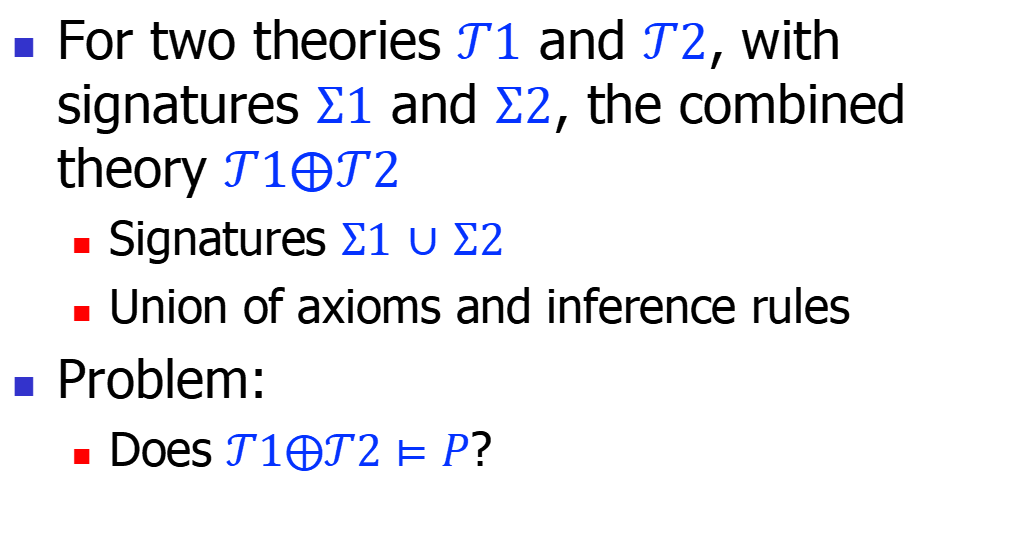 For two theories 𝒯1 and 𝒯2, with
signatures Σ1 and Σ2, the combined
theory 𝒯1⊕𝒯2
Signatures Σ1 ∪ Σ2
Union of axioms and inference rules
Problem:
Does 𝒯1⊕𝒯2 ⊨ P?